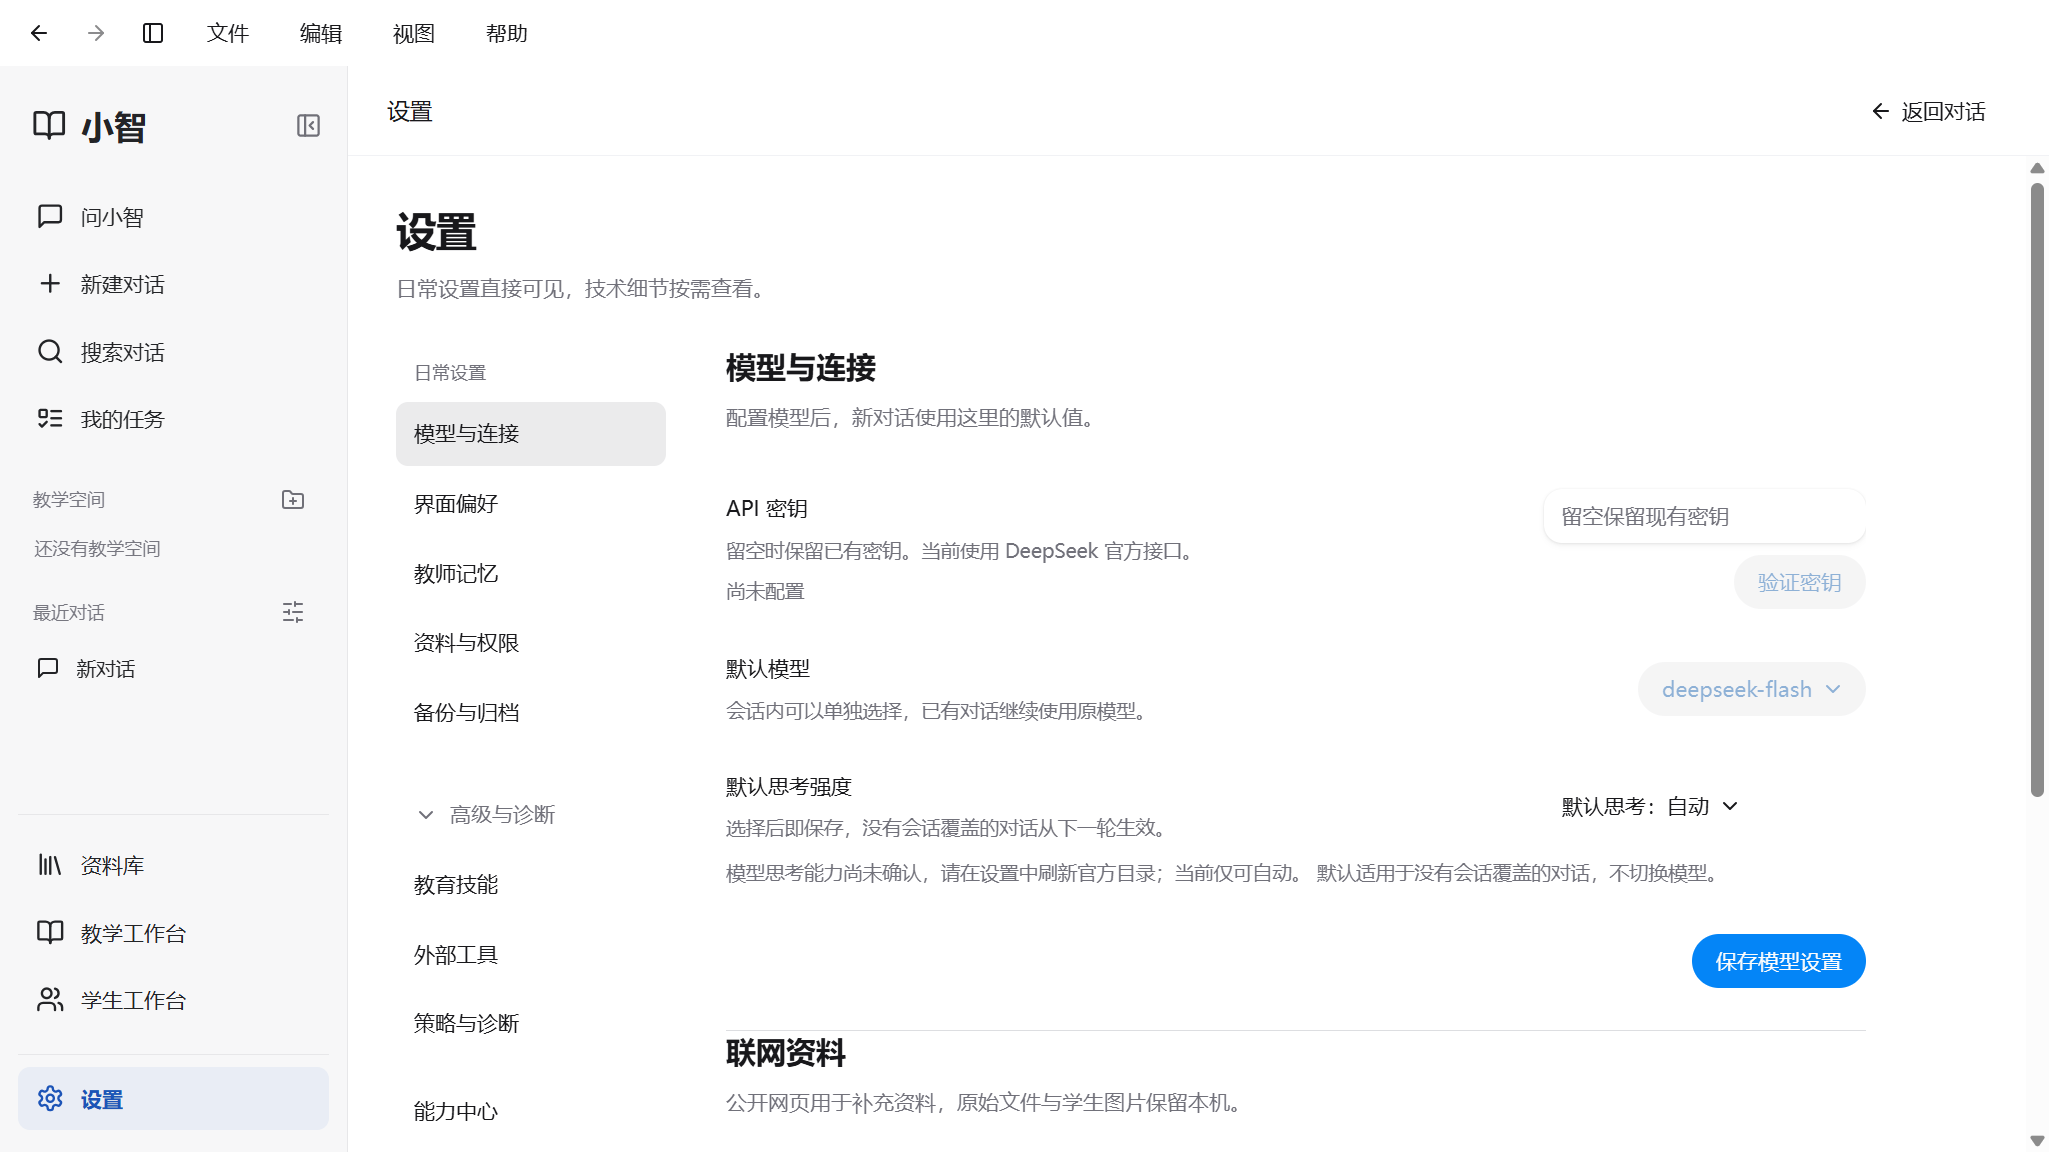 文件 编辑 视图 帮助
小智
问小智
新建对话
搜索对话
我的任务
教学空间
还没有教学空间
最近对话
新对话
资料库
教学工作台
学生工作台
设置
设置
返回对话
设置
日常设置直接可见，技术细节按需查看。
日常设置
模型与连接
界面偏好
教师记忆
资料与权限
备份与归档
高级与诊断
教育技能
外部工具
策略与诊断
能力中心
模型与连接
配置模型后，新对话使用这里的默认值。
API 密钥
留空时保留已有密钥。当前使用 DeepSeek 官方接口。
尚未配置
留空保留现有密钥
验证密钥
默认模型
会话内可以单独选择，已有对话继续使用原模型。
deepseek-flash
默认思考强度
选择后即保存，没有会话覆盖的对话从下一轮生效。
默认思考：自动
模型思考能力尚未确认，请在设置中刷新官方目录；当前仅可自动。 默认适用于没有会话覆盖的对话，不切换模型。
保存模型设置
联网资料
公开网页用于补充资料，原始文件与学生图片保留本机。